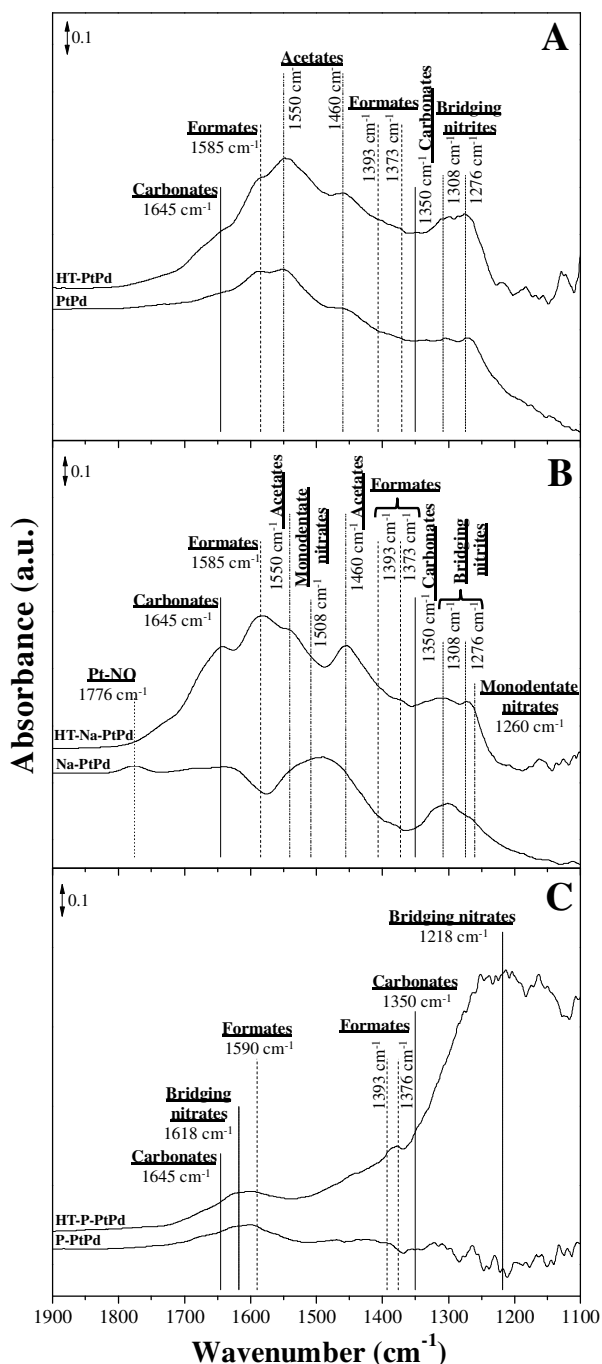 0.1
A
Acetates
1550 cm⁻¹
1460 cm⁻¹
Formates
1393 cm⁻¹
1373 cm⁻¹
1350 cm⁻¹ Carbonates
Bridging
nitrites
1308 cm⁻¹
1276 cm⁻¹
Formates
1585 cm⁻¹
Carbonates
1645 cm⁻¹
HT-PtPd
PtPd
0.1
B
1550 cm⁻¹ Acetates
Monodentate
nitrates
1508 cm⁻¹
1460 cm⁻¹ Acetates
Formates
1393 cm⁻¹
1373 cm⁻¹
1350 cm⁻¹ Carbonates
Bridging
nitrites
1308 cm⁻¹
1276 cm⁻¹
Formates
1585 cm⁻¹
Carbonates
1645 cm⁻¹
Pt-NO
1776 cm⁻¹
Monodentate
nitrates
1260 cm⁻¹
HT-Na-PtPd
Na-PtPd
0.1
C
Bridging nitrates
1218 cm⁻¹
Carbonates
1350 cm⁻¹
Formates
1590 cm⁻¹
Formates
1393 cm⁻¹
1376 cm⁻¹
Bridging
nitrates
1618 cm⁻¹
Carbonates
1645 cm⁻¹
HT-P-PtPd
P-PtPd
Absorbance (a.u.)
1900 1800 1700 1600 1500 1400 1300 1200 1100
Wavenumber (cm⁻¹)